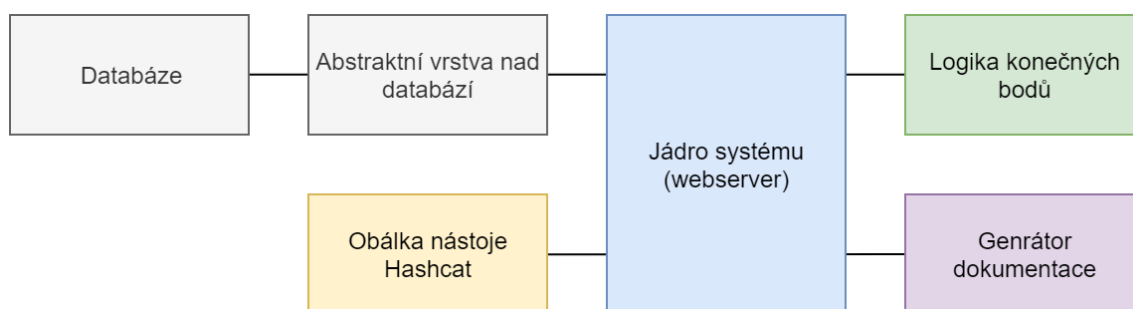 Databáze
Abstraktní vrstva nad
databází
Jádro systému
(webserver)
Logika konečných
bodů
Obálka nástoje
Hashcat
Genrátor
dokumentace